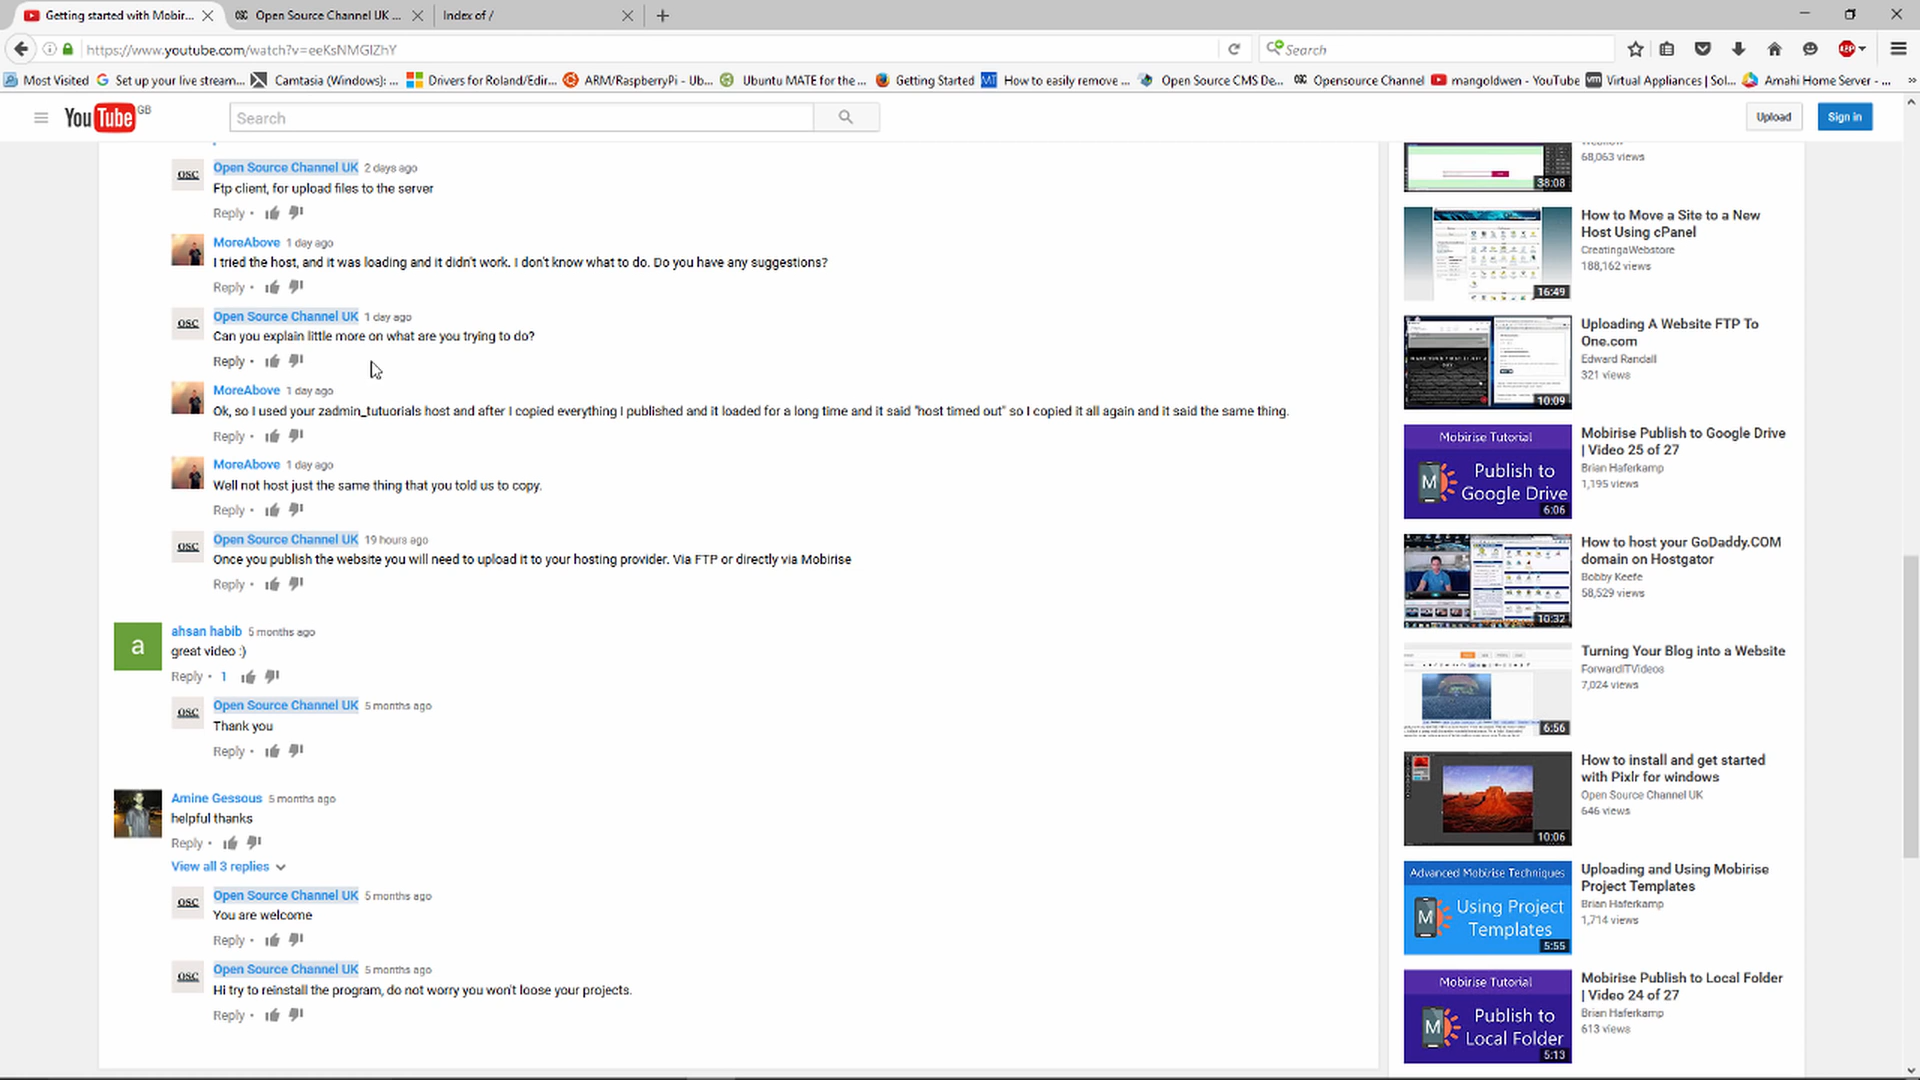 Getting started with Mobir...
OSC Open Source Channel UK ...
Index of /
https://www.youtube.com/watch?v=eeKsNMGIZhY
Search
Most Visited
Set up your live stream...
Camtasia (Windows): ...
Drivers for Roland/Edir...
ARM/RaspberryPi - Ub...
Ubuntu MATE for the ...
Getting Started
How to easily remove ...
Open Source CMS De...
OSC Opensource Channel
mangoldwen - YouTube
Virtual Appliances | Sol...
Amahi Home Server - ...
YouTube GB
Search
Upload
Sign in
OSC
Open Source Channel UK 2 days ago
Ftp client, for upload files to the server
Reply •
MoreAbove 1 day ago
I tried the host, and it was loading and it didn't work. I don't know what to do. Do you have any suggestions?
Reply •
OSC
Open Source Channel UK 1 day ago
Can you explain little more on what are you trying to do?
Reply •
MoreAbove 1 day ago
Ok, so I used your zadmin_tutuorials host and after I copied everything I published and it loaded for a long time and it said "host timed out" so I copied it all again and it said the same thing.
Reply •
MoreAbove 1 day ago
Well not host just the same thing that you told us to copy.
Reply •
OSC
Open Source Channel UK 19 hours ago
Once you publish the website you will need to upload it to your hosting provider. Via FTP or directly via Mobirise
Reply •
a
ahsan habib 5 months ago
great video :)
Reply • 1
OSC
Open Source Channel UK 5 months ago
Thank you
Reply •
Amine Gessous 5 months ago
helpful thanks
Reply •
View all 3 replies
OSC
Open Source Channel UK 5 months ago
You are welcome
Reply •
OSC
Open Source Channel UK 5 months ago
Hi try to reinstall the program, do not worry you won't loose your projects.
Reply •
68,063 views
38:08
How to Move a Site to a New
Host Using cPanel
CreatingaWebstore
188,162 views
16:49
Uploading A Website FTP To
One.com
Edward Randall
321 views
10:09
Mobirise Tutorial
Publish to
Google Drive
6:06
Mobirise Publish to Google Drive
| Video 25 of 27
Brian Haferkamp
1,195 views
How to host your GoDaddy.COM
domain on Hostgator
Bobby Keefe
58,529 views
10:32
Turning Your Blog into a Website
ForwardITVideos
7,024 views
6:56
How to install and get started
with Pixlr for windows
Open Source Channel UK
646 views
10:06
Advanced Mobirise Techniques
Using Project
Templates
5:55
Uploading and Using Mobirise
Project Templates
Brian Haferkamp
1,714 views
Mobirise Tutorial
Publish to
Local Folder
5:13
Mobirise Publish to Local Folder
| Video 24 of 27
Brian Haferkamp
613 views